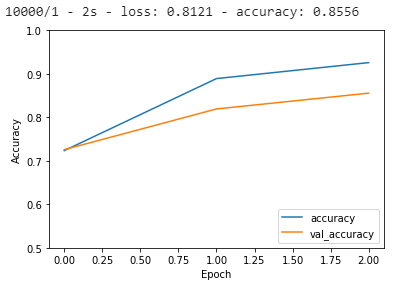 10000/1 - 2s - loss: 0.8121 - accuracy: 0.8556
1.0
0.9
0.8
0.7
0.6
0.5
Accuracy
0.00 0.25 0.50 0.75 1.00 1.25 1.50 1.75 2.00
Epoch
accuracy
val_accuracy